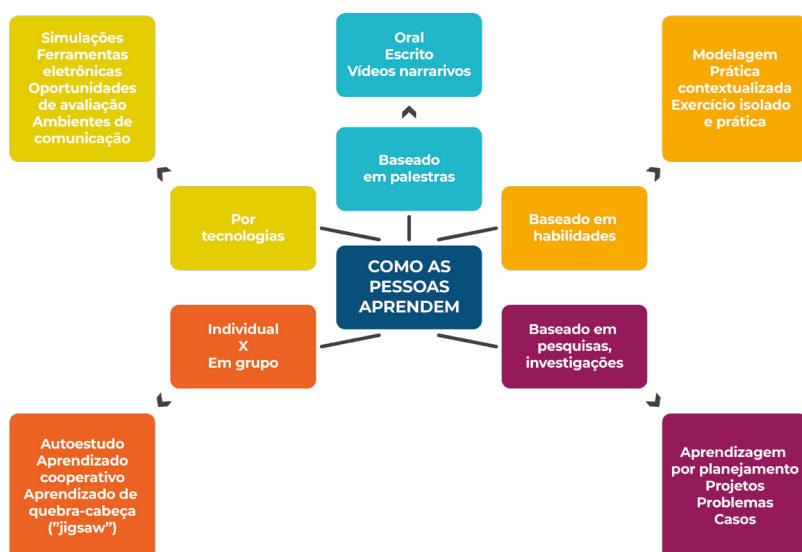 Simulações
Ferramentas
eletrônicas
Oportunidades
de avaliação
Ambientes de
comunicação
Oral
Escrito
Vídeos narrarivos
Modelagem
Prática
contextualizada
Exercício isolado
e prática
Baseado
em palestras
Por
tecnologias
Baseado em
habilidades
COMO AS
PESSOAS
APRENDEM
Individual
X
Em grupo
Baseado em
pesquisas,
investigações
Autoestudo
Aprendizado
cooperativo
Aprendizado de
quebra-cabeça
(”jigsaw”)
Aprendizagem
por planejamento
Projetos
Problemas
Casos